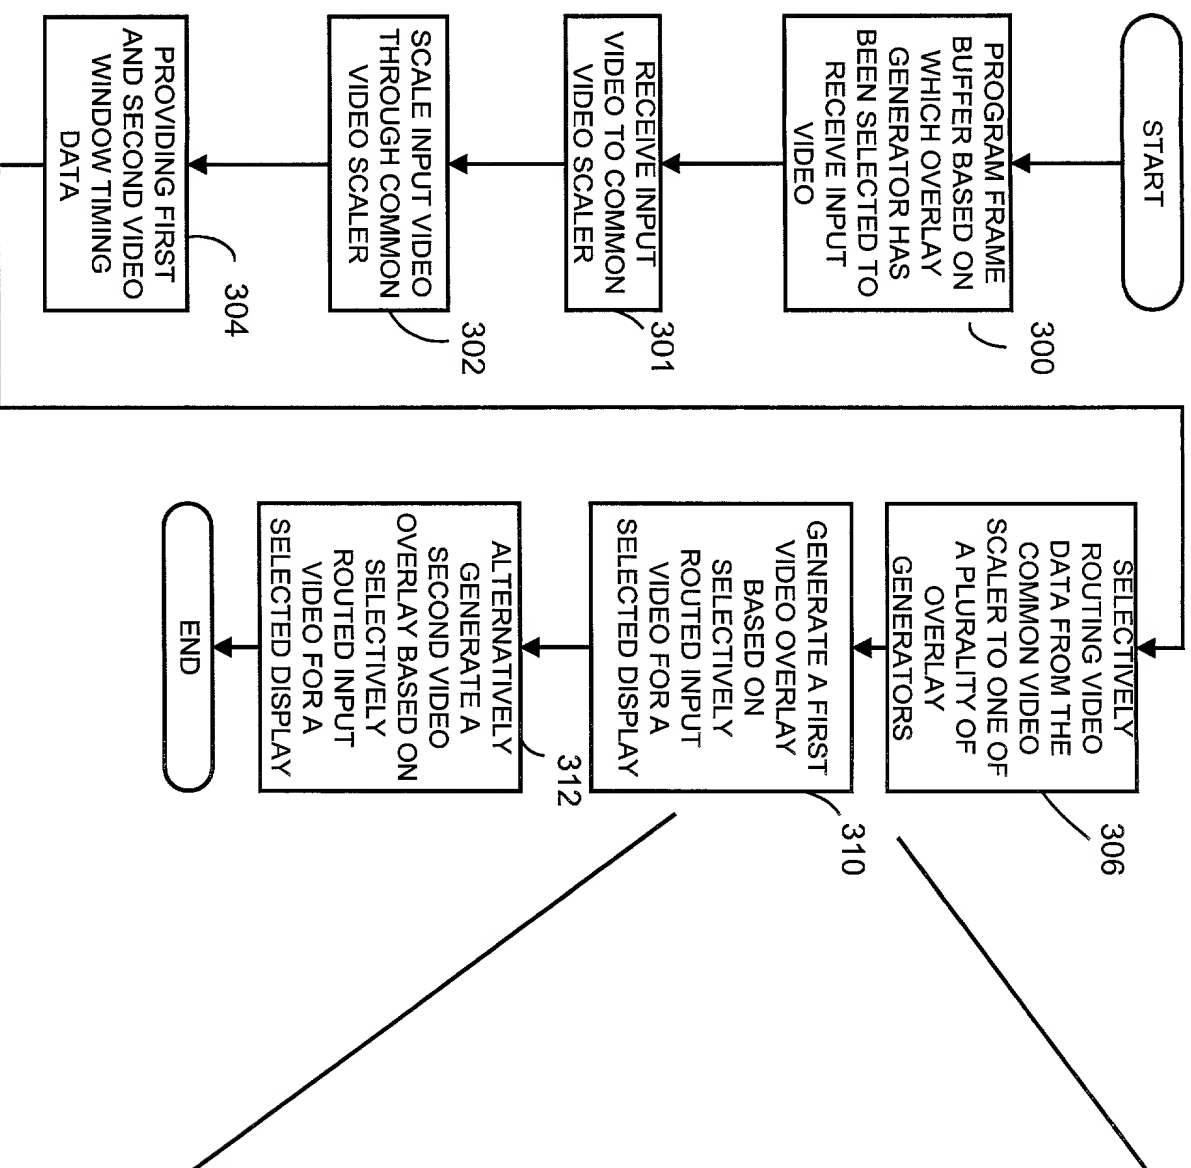 START
PROGRAM FRAME
BUFFER BASED ON
WHICH OVERLAY
GENERATOR HAS
BEEN SELECTED TO
RECEIVE INPUT
VIDEO
300
RECEIVE INPUT
VIDEO TO COMMON
VIDEO SCALER
301
SCALE INPUT VIDEO
THROUGH COMMON
VIDEO SCALER
302
PROVIDING FIRST
AND SECOND VIDEO
WINDOW TIMING
DATA
304
SELECTIVELY
ROUTING VIDEO
DATA FROM THE
COMMON VIDEO
SCALER TO ONE OF
A PLURALITY OF
OVERLAY
GENERATORS
306
GENERATE A FIRST
VIDEO OVERLAY
BASED ON
SELECTIVELY
ROUTED INPUT
VIDEO FOR A
SELECTED DISPLAY
310
ALTERNATIVELY
GENERATE A
SECOND VIDEO
OVERLAY BASED ON
SELECTIVELY
ROUTED INPUT
VIDEO FOR A
SELECTED DISPLAY
312
END